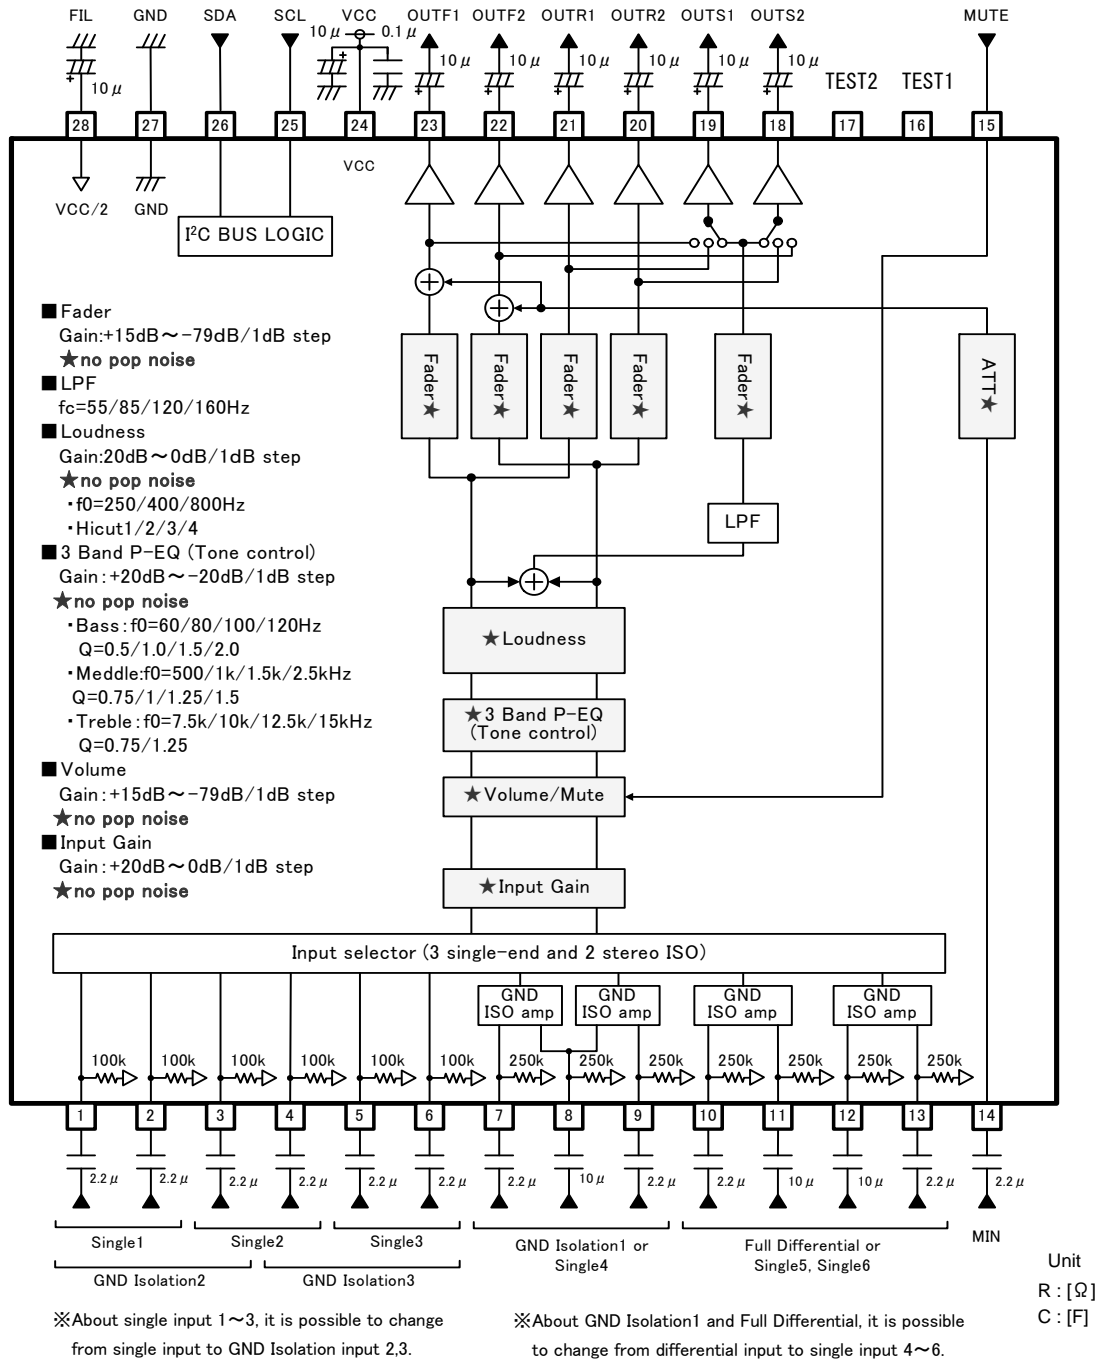 FIL GND SDA SCL VCC OUTF1 OUTF2 OUTR1 OUTR2 OUTS1 OUTS2 MUTE
10μ 0.1μ
10μ 10μ 10μ 10μ 10μ 10μ 10μ
TEST2 TEST1
28 27 26 25 24 23 22 21 20 19 18 17 16 15
VCC
VCC/2 GND
I²C BUS LOGIC
■Fader
Gain:+15dB～-79dB/1dB step
★no pop noise
■LPF
fc=55/85/120/160Hz
■Loudness
Gain:20dB～0dB/1dB step
★no pop noise
・f0=250/400/800Hz
・Hicut1/2/3/4
■3 Band P-EQ (Tone control)
Gain:+20dB～-20dB/1dB step
★no pop noise
・Bass:f0=60/80/100/120Hz
Q=0.5/1.0/1.5/2.0
・Meddle:f0=500/1k/1.5k/2.5kHz
Q=0.75/1/1.25/1.5
・Treble:f0=7.5k/10k/12.5k/15kHz
Q=0.75/1.25
■Volume
Gain:+15dB～-79dB/1dB step
★no pop noise
■Input Gain
Gain:+20dB～0dB/1dB step
★no pop noise
Fader★ Fader★ Fader★ Fader★ Fader★ ATT★
LPF
★Loudness
★3 Band P-EQ
(Tone control)
★Volume/Mute
★Input Gain
Input selector (3 single-end and 2 stereo ISO)
GND ISO amp GND ISO amp GND ISO amp GND ISO amp
100k 100k 100k 100k 100k 100k 250k 250k 250k 250k 250k 250k 250k
1 2 3 4 5 6 7 8 9 10 11 12 13 14
2.2μ 2.2μ 2.2μ 2.2μ 2.2μ 2.2μ 2.2μ 10μ 2.2μ 2.2μ 10μ 10μ 2.2μ 2.2μ
Single1 Single2 Single3
GND Isolation1 or
Single4
Full Differential or
Single5, Single6
MIN
GND Isolation2 GND Isolation3
Unit
R : [Ω]
C : [F]
※About single input 1～3, it is possible to change
from single input to GND Isolation input 2,3.
※About GND Isolation1 and Full Differential, it is possible
to change from differential input to single input 4～6.